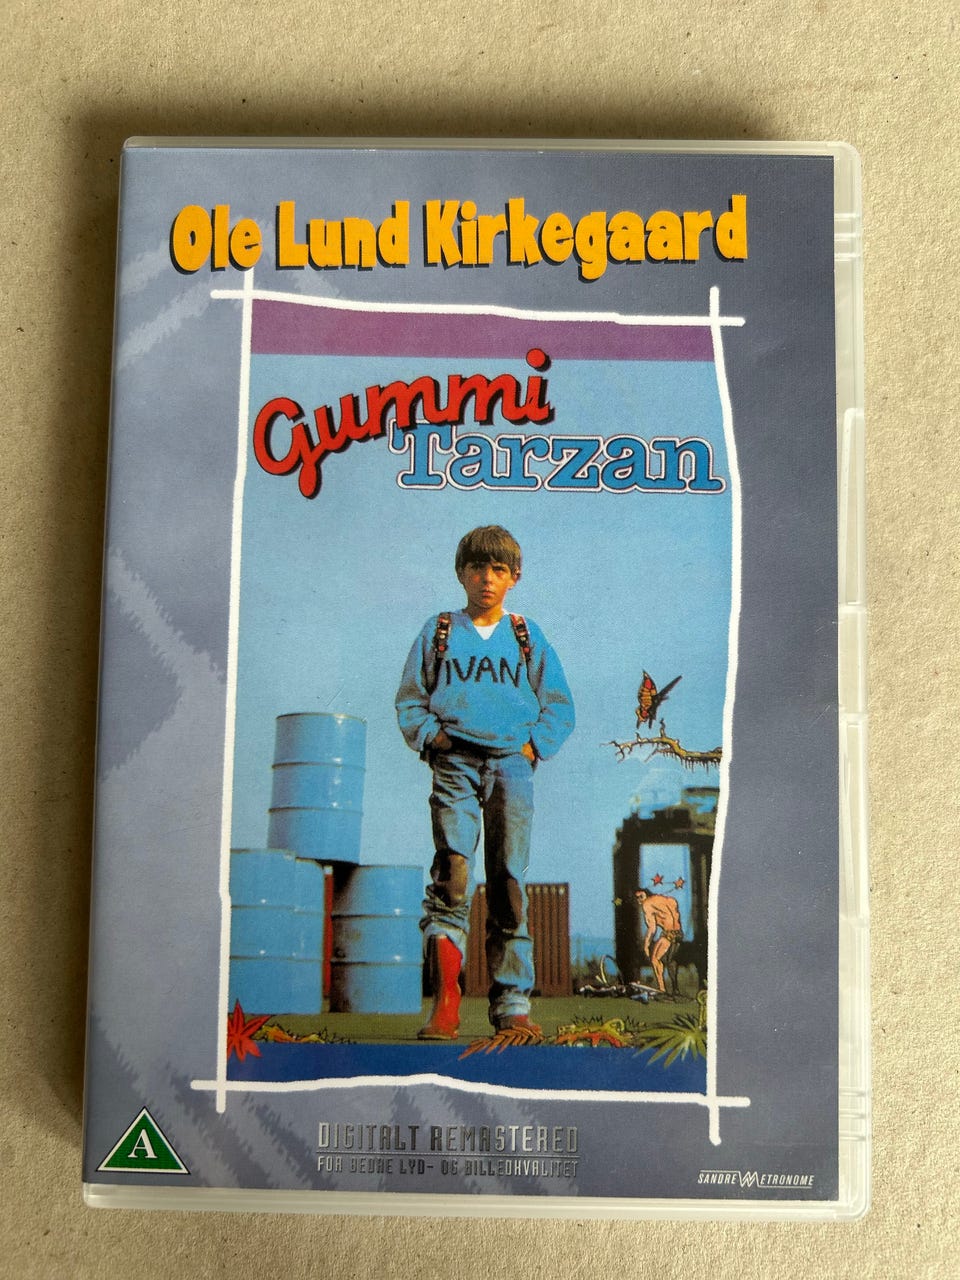 Ole Lund Kirkegaard
Gummi
Tarzan
IVAN
A
DIGITALT REMASTERED
FOR BEDRE LYD- OG BILLEDKVALITET
SANDREW METRONOME